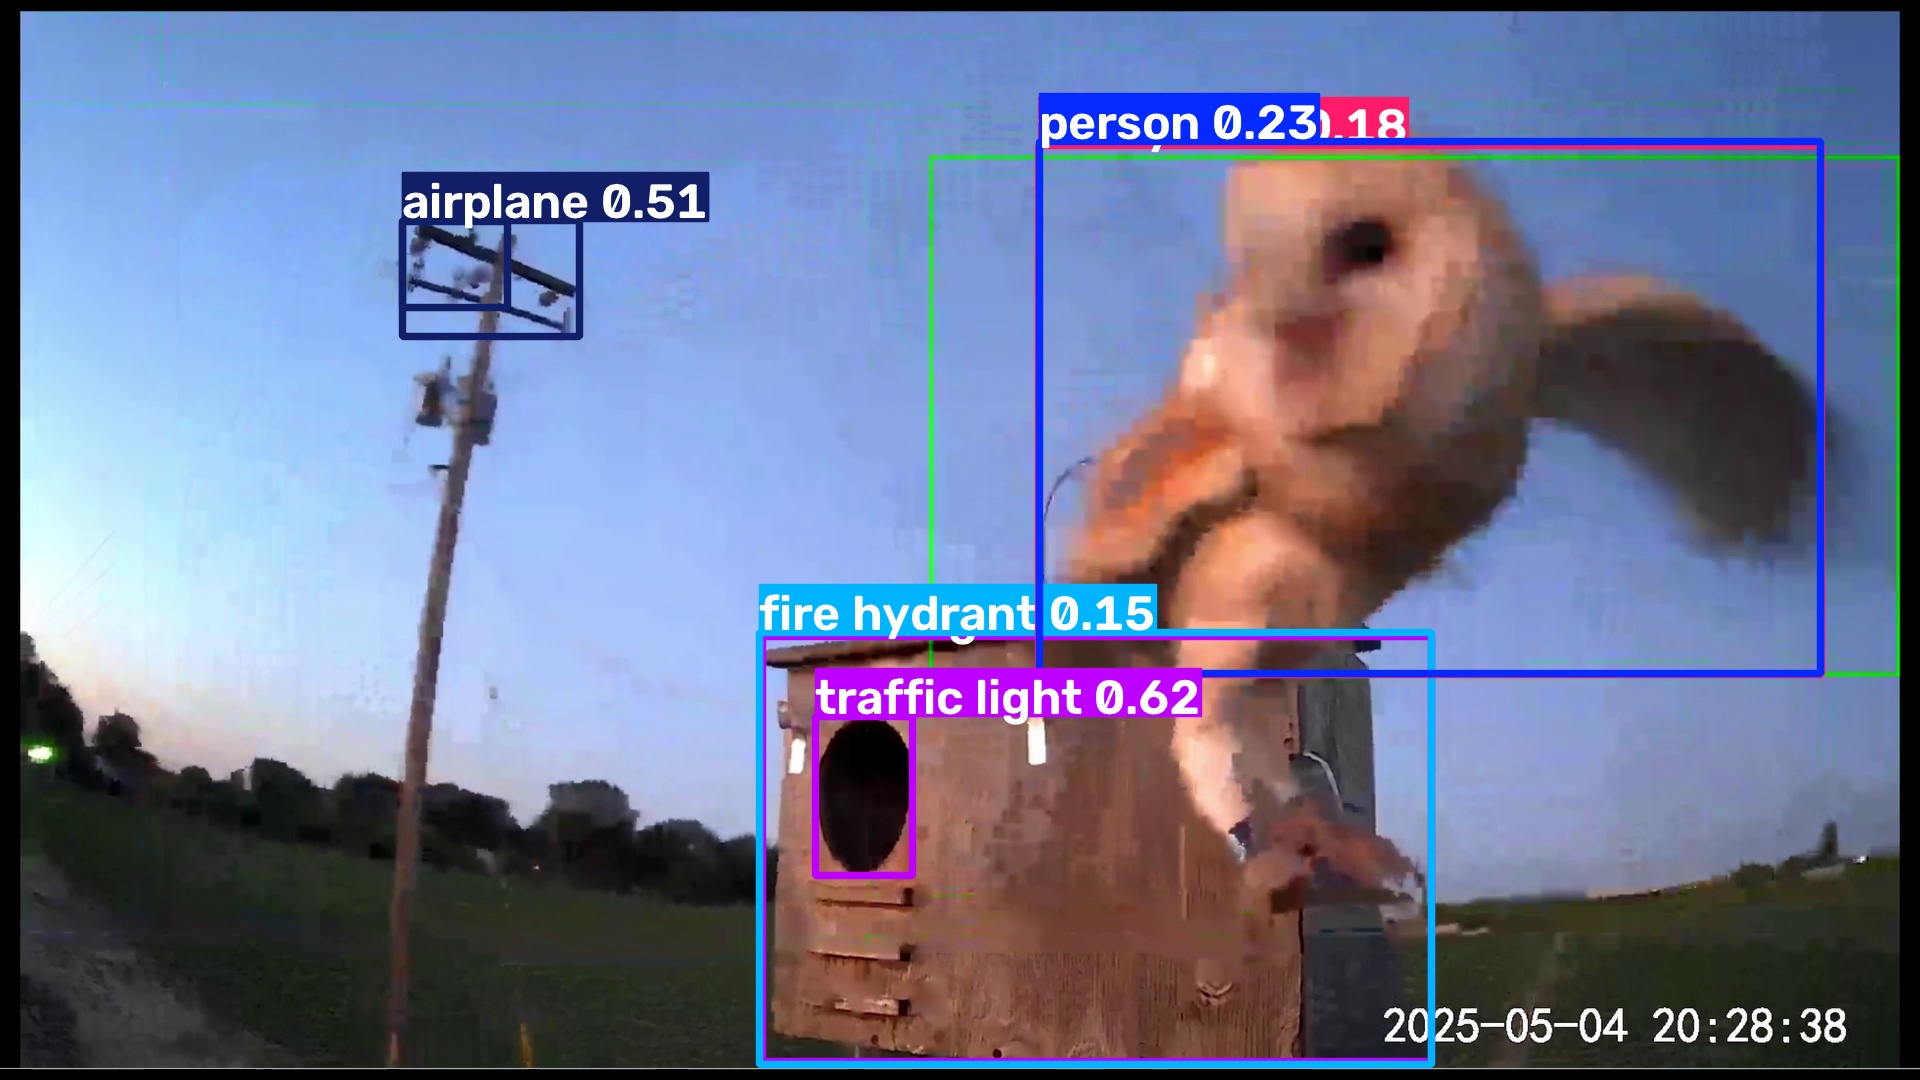 person 0.23
0.18
airplane 0.51
fire hydrant 0.15
traffic light 0.62
2025-05-04 20:28:38